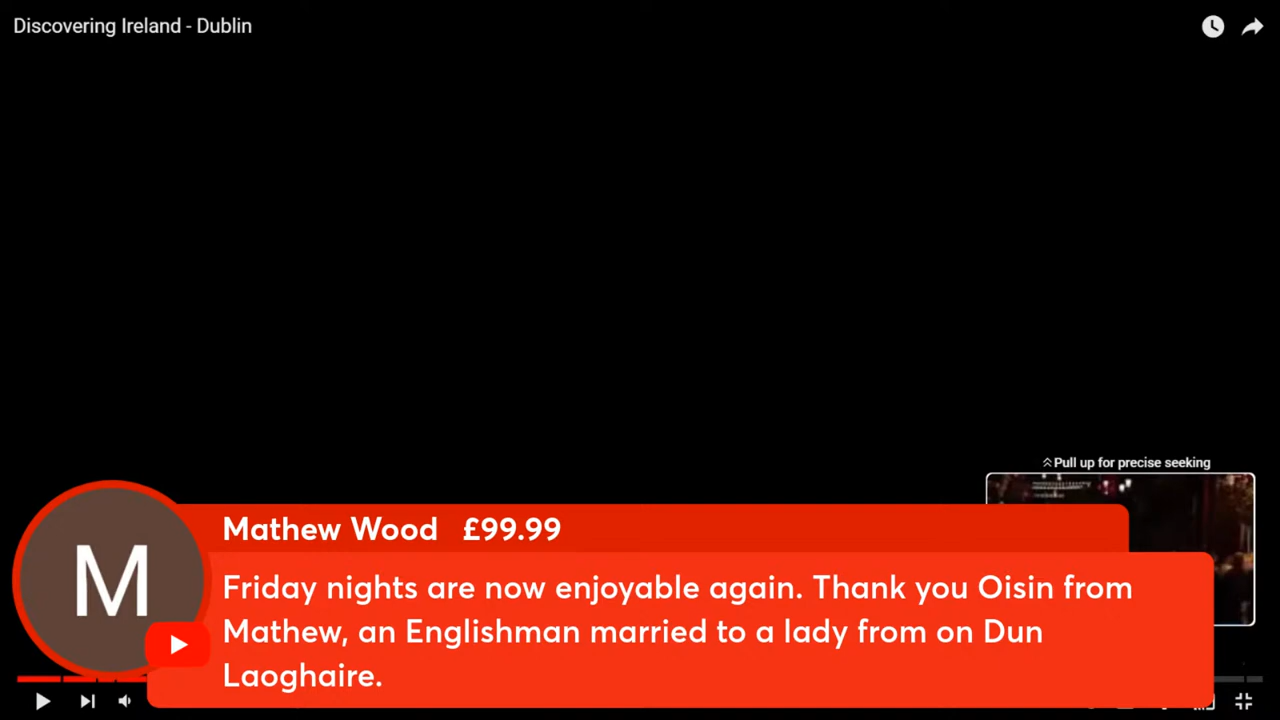 Discovering Ireland - Dublin
Pull up for precise seeking
Mathew Wood £99.99
M
Friday nights are now enjoyable again. Thank you Oisin from
Mathew, an Englishman married to a lady from on Dun
Laoghaire.